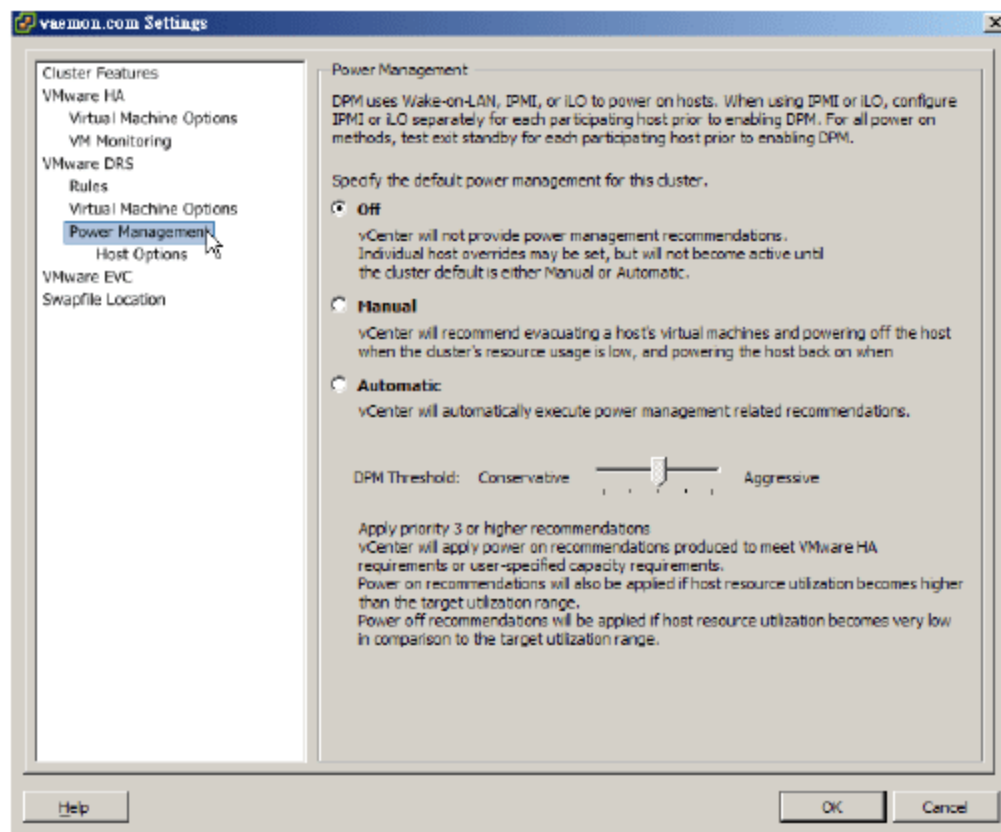 vaemon.com Settings
Cluster Features
VMware HA
Virtual Machine Options
VM Monitoring
VMware DRS
Rules
Virtual Machine Options
Power Management
Host Options
VMware EVC
Swapfile Location
Power Management
DPM uses Wake-on-LAN, IPMI, or iLO to power on hosts. When using IPMI or iLO, configure
IPMI or iLO separately for each participating host prior to enabling DPM. For all power on
methods, test exit standby for each participating host prior to enabling DPM.
Specify the default power management for this cluster.
Off
vCenter will not provide power management recommendations.
Individual host overrides may be set, but will not become active until
the cluster default is either Manual or Automatic.
Manual
vCenter will recommend evacuating a host's virtual machines and powering off the host
when the cluster's resource usage is low, and powering the host back on when
Automatic
vCenter will automatically execute power management related recommendations.
DPM Threshold: Conservative Aggressive
Apply priority 3 or higher recommendations
vCenter will apply power on recommendations produced to meet VMware HA
requirements or user-specified capacity requirements.
Power on recommendations will also be applied if host resource utilization becomes higher
than the target utilization range.
Power off recommendations will be applied if host resource utilization becomes very low
in comparison to the target utilization range.
Help OK Cancel